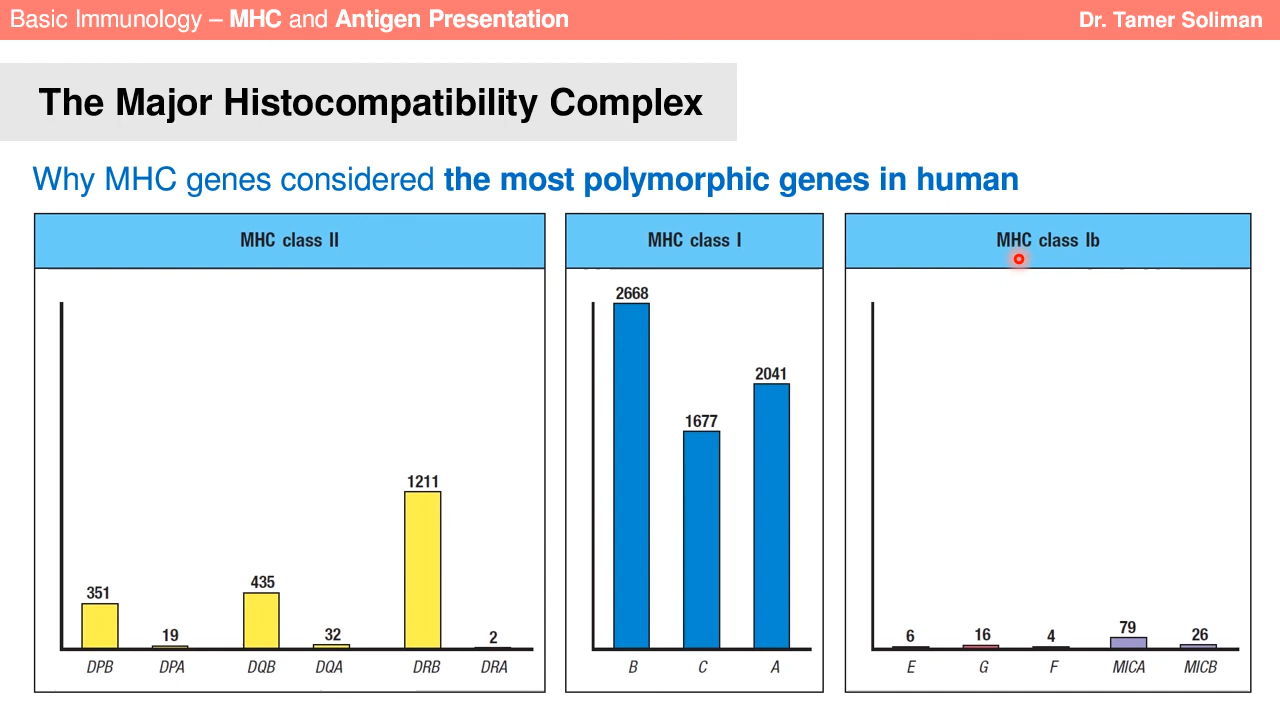 Basic Immunology – MHC and Antigen Presentation
Dr. Tamer Soliman
The Major Histocompatibility Complex
Why MHC genes considered the most polymorphic genes in human
MHC class II
351
19
435
32
1211
2
DPB DPA DQB DQA DRB DRA
MHC class I
2668
1677
2041
B C A
MHC class Ib
6
16
4
79
26
E G F MICA MICB